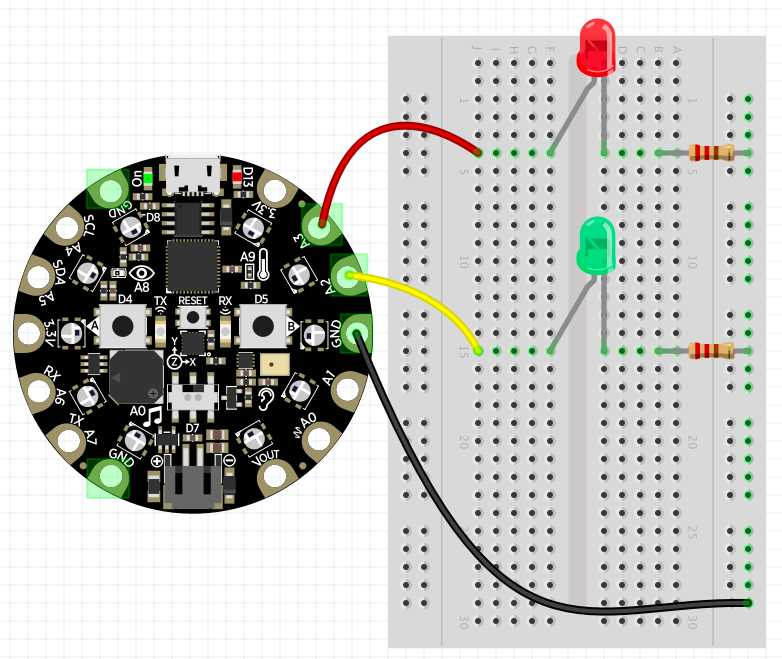 J I H G F D C B A
1 1
On
D13
5 5
GND
D8
3.3V
SCL
A3
A4
A9
SDA
A8
A2
10 10
A5
D4
TX
RESET
RX
D5
3.3V
A
B
GND
Y
15 15
Z X
RX
A1
A6
A0
TX
A7
D7
A0
20 20
GND
VOUT
25 25
30 30